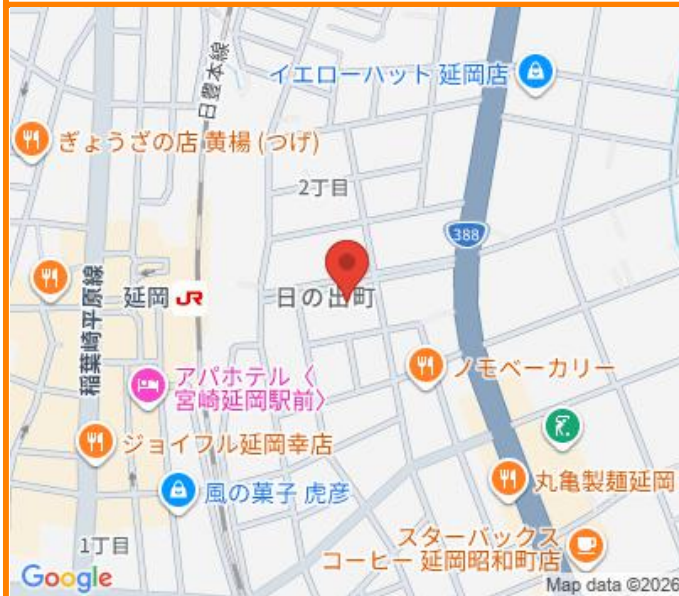 日豊本線
イエローハット 延岡店
ぎょうざの店 黄楊 (つげ)
2丁目
388
延岡 JR
日の出町
稲葉崎平原線
アパホテル〈
宮崎延岡駅前〉
ノモベーカリー
ジョイフル延岡幸店
風の菓子 虎彦
丸亀製麺延岡
スターバックス
コーヒー 延岡昭和町店
1丁目
Google
Map data ©2026